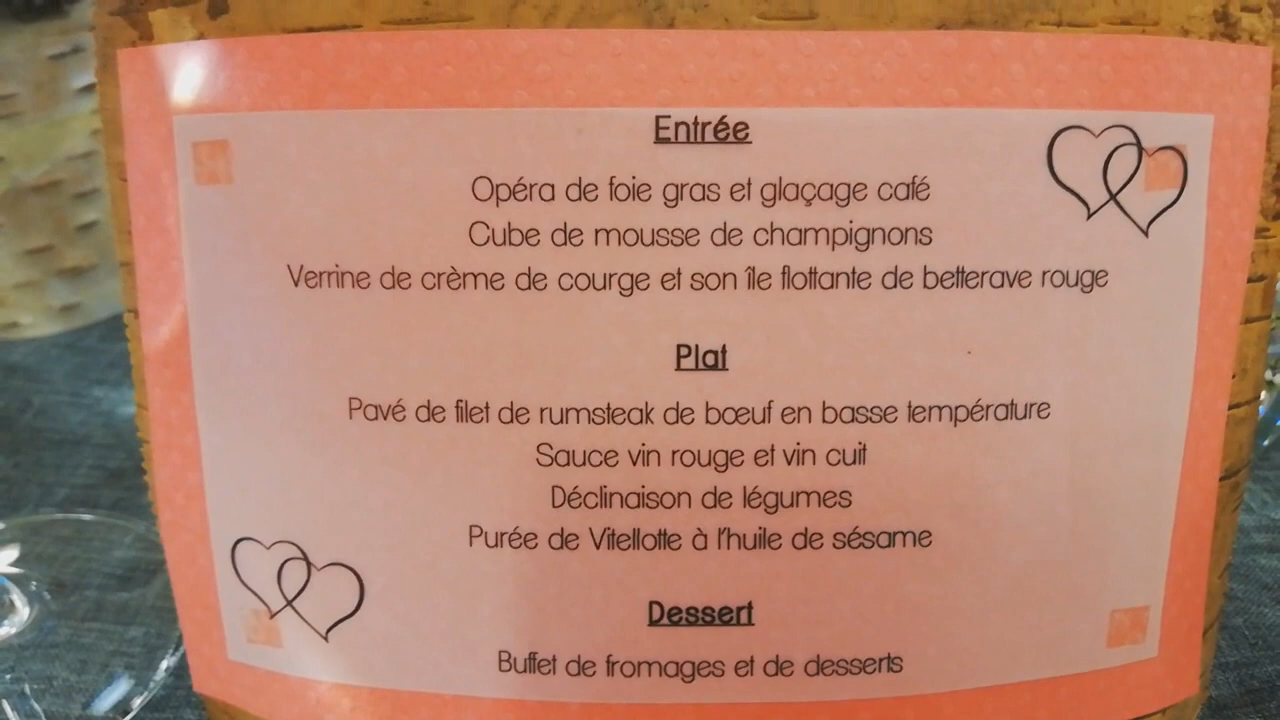 Entrée
Opéra de foie gras et glaçage café
Cube de mousse de champignons
Verrine de crème de courge et son île flottante de betterave rouge
Plat
Pavé de filet de rumsteak de bœuf en basse température
Sauce vin rouge et vin cuit
Déclinaison de légumes
Purée de Vitellotte à l'huile de sésame
Dessert
Buffet de fromages et de desserts